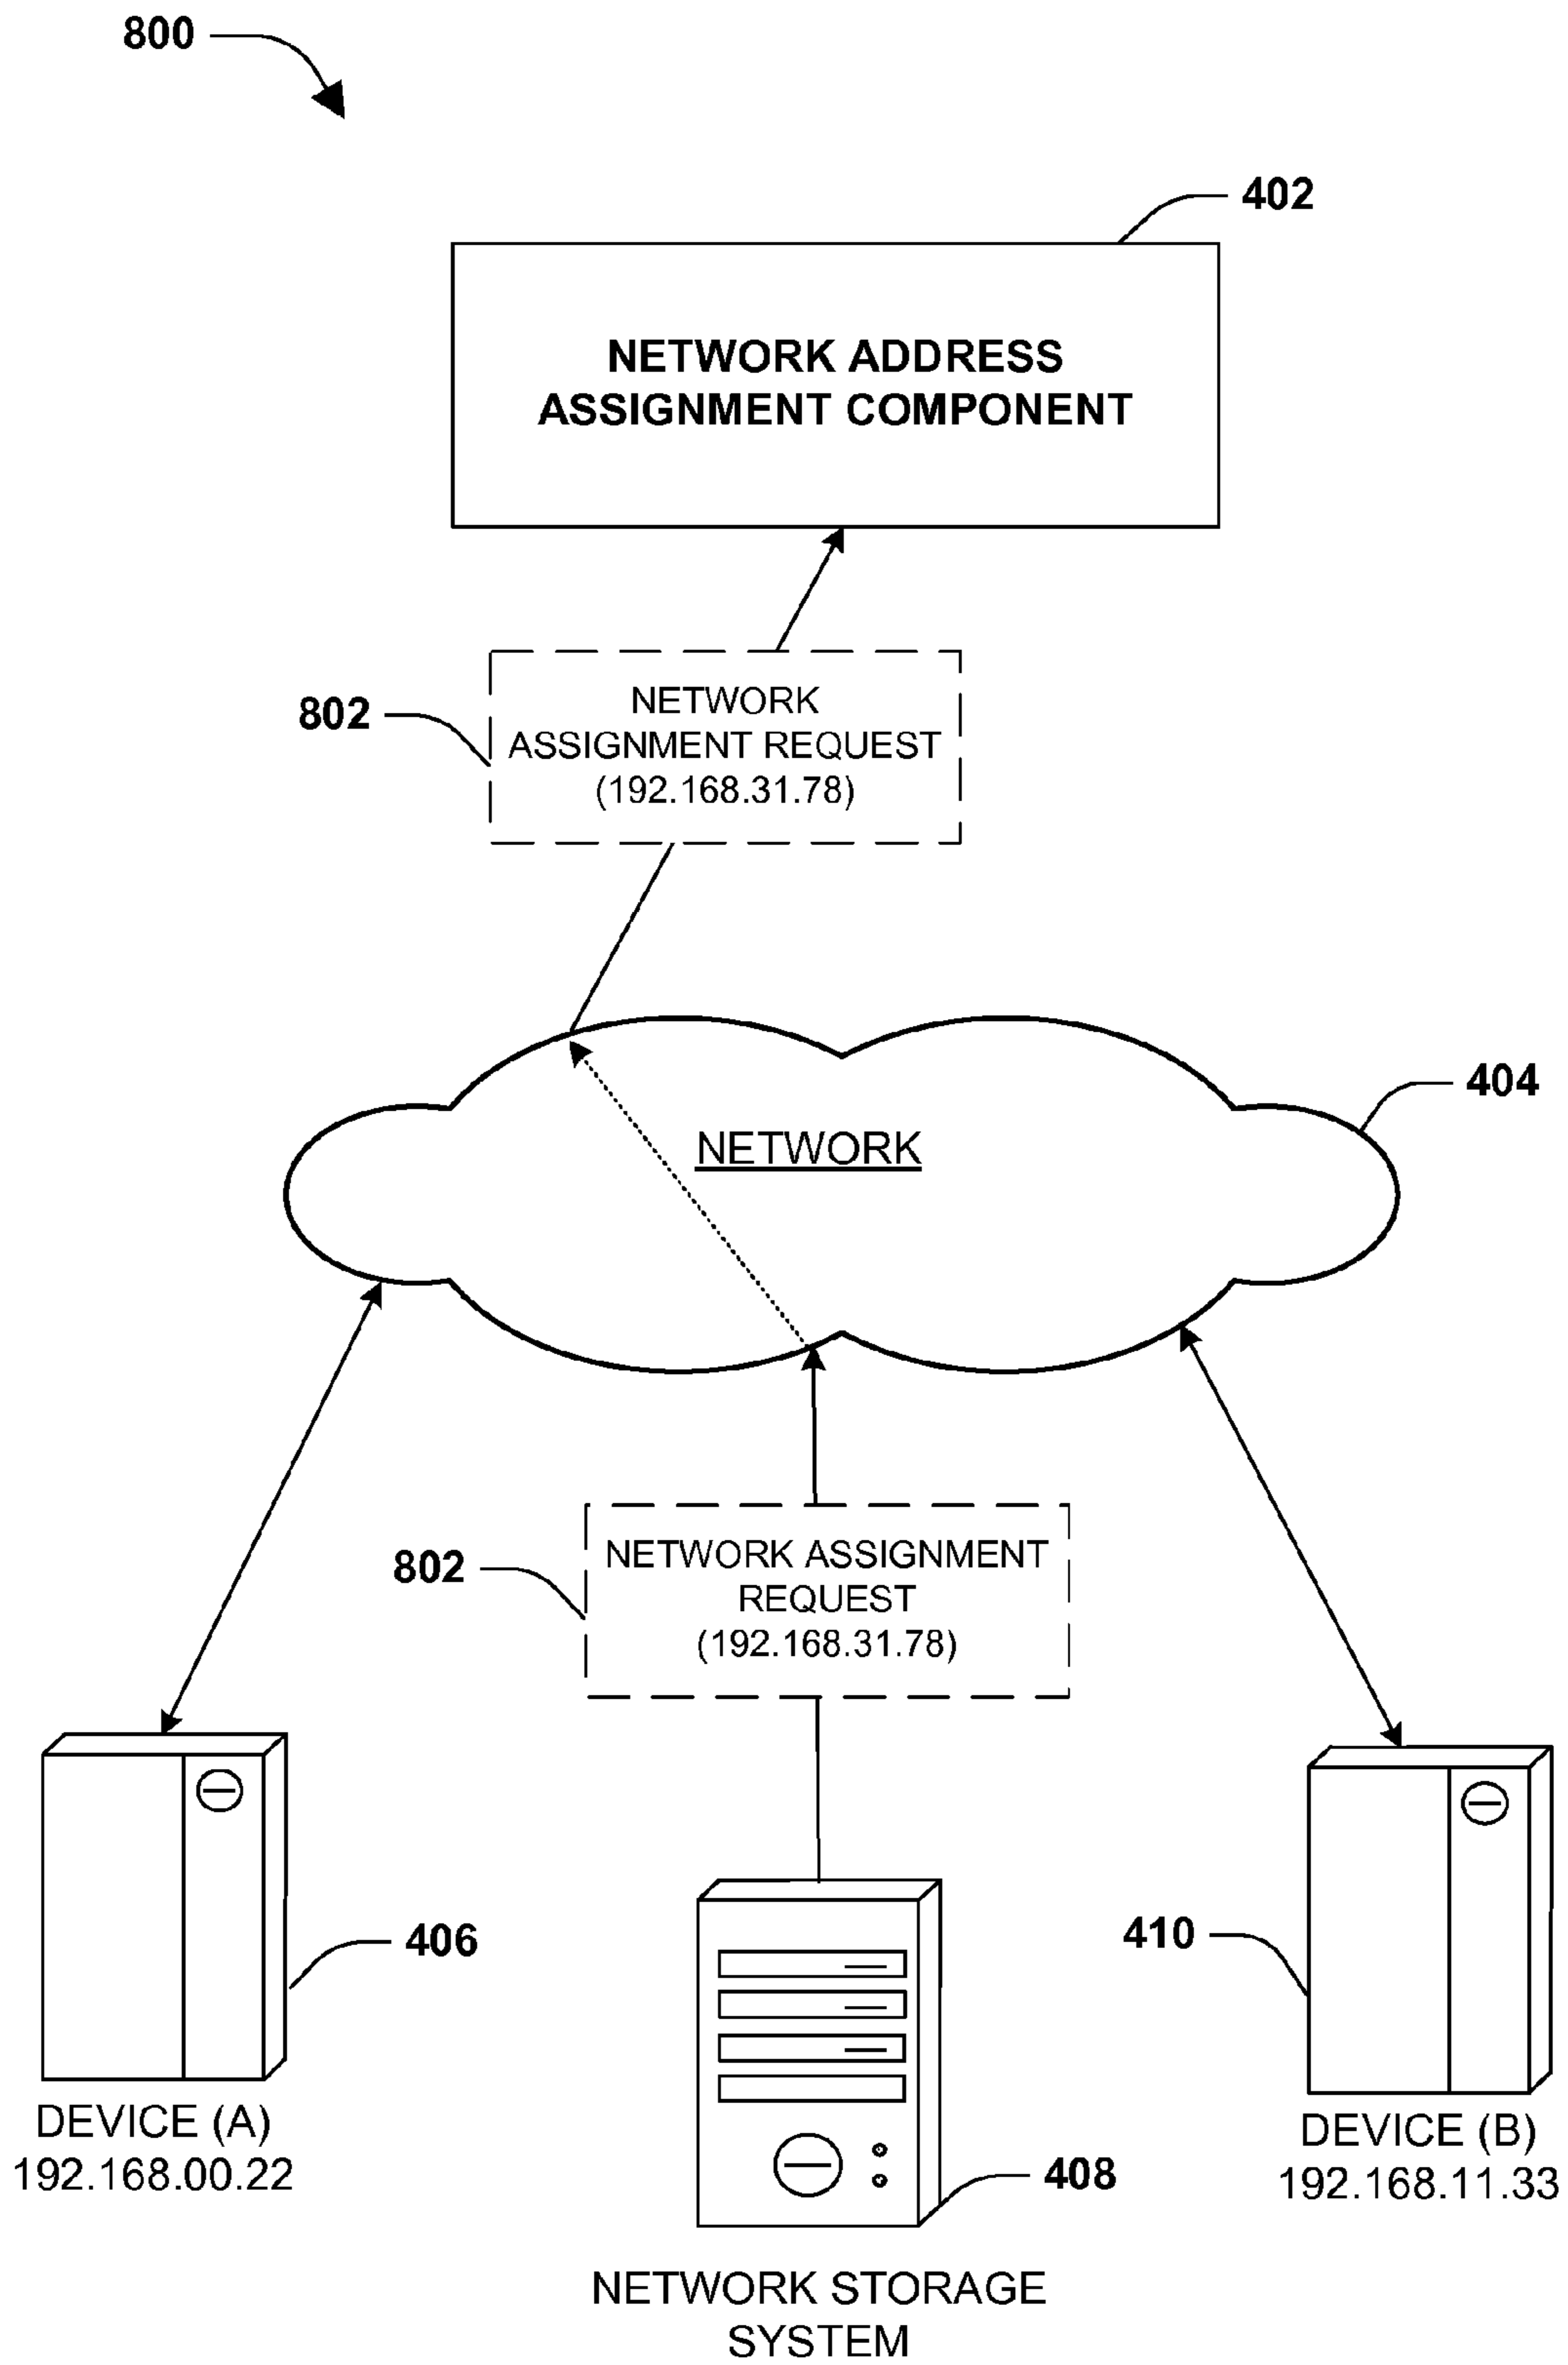 800
402
NETWORK ADDRESS
ASSIGNMENT COMPONENT
802
NETWORK
ASSIGNMENT REQUEST
(192.168.31.78)
404
NETWORK
802
NETWORK ASSIGNMENT
REQUEST
(192.168.31.78)
406
410
DEVICE (A)
192.168.00.22
408
DEVICE (B)
192.168.11.33
NETWORK STORAGE
SYSTEM